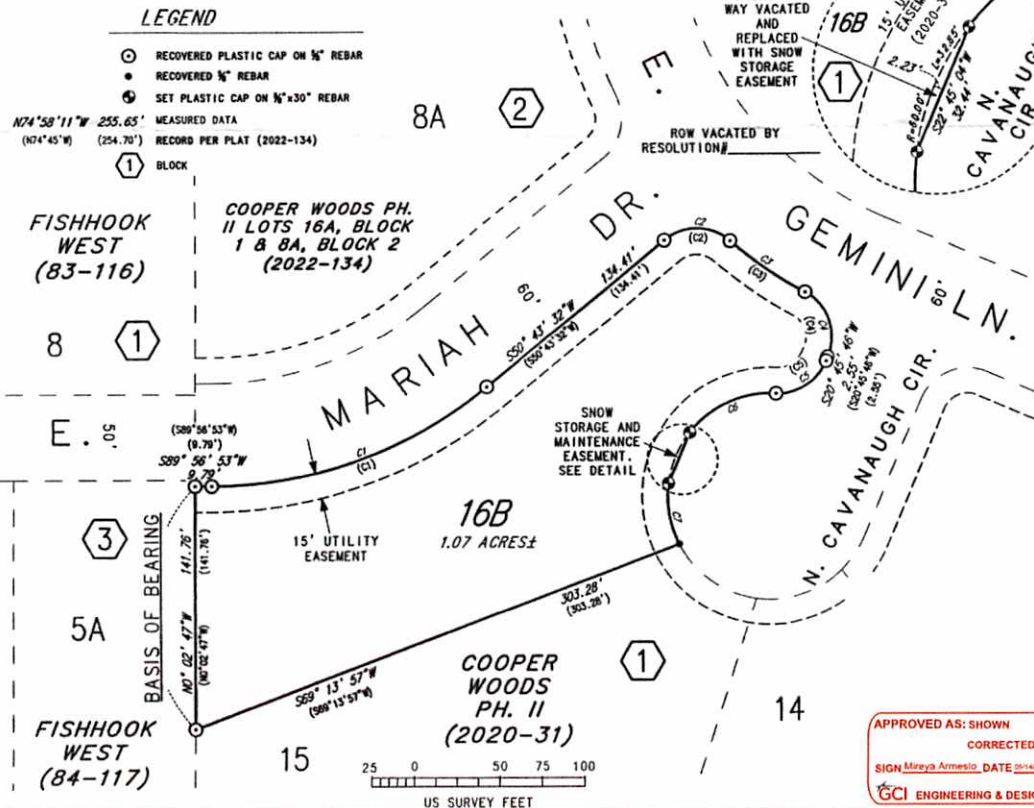 LEGEND
RECOVERED PLASTIC CAP ON ⅝" REBAR
RECOVERED ⅝" REBAR
SET PLASTIC CAP ON ⅝"x30" REBAR
N74°58'11"W 255.65' MEASURED DATA
(N74°45'W) (254.70') RECORD PER PLAT (2022-134)
1 BLOCK
WAY VACATED
AND
REPLACED
WITH SNOW
STORAGE
EASEMENT
16B
15' U
EASEM
(2020-3
2.23'
L=32.85'
R=60.00'
S22° 45' 04"W
32.44'
1
N.
CAVANAUGH
CIR
8A
2
ROW VACATED BY
RESOLUTION#
FISHHOOK
WEST
(83-116)
COOPER WOODS PH.
II LOTS 16A, BLOCK
1 & 8A, BLOCK 2
(2022-134)
8
1
E. MARIAH DR.
60'
GEMINI LN.
60'
S50° 43' 32"W
134.41'
(S50°43'32"W)
(134.41')
C2
(C2)
C3
(C3)
C4
(C4)
C5
(C5)
C6
S20° 45' 46"W
2.55'
(S20°45'46"W)
(2.55')
E.
50'
(S89°56'53"W)
(9.79')
S89° 56' 53"W
9.79'
C1
(C1)
SNOW
STORAGE AND
MAINTENANCE
EASEMENT.
SEE DETAIL
C7
N. CAVANAUGH CIR.
16B
1.07 ACRES±
15' UTILITY
EASEMENT
3
BASIS OF BEARING
N0° 02' 47"W
141.76'
(N0°02'47"W)
(141.76')
5A
303.28'
(303.28')
S69° 13' 57"W
(S69°13'57"W)
COOPER
WOODS
PH. II
(2020-31)
1
14
FISHHOOK
WEST
(84-117)
15
25 0 50 100
US SURVEY FEET
APPROVED AS: SHOWN
CORRECTED
SIGN Mireya Armesto DATE
GCI ENGINEERING & DESIG